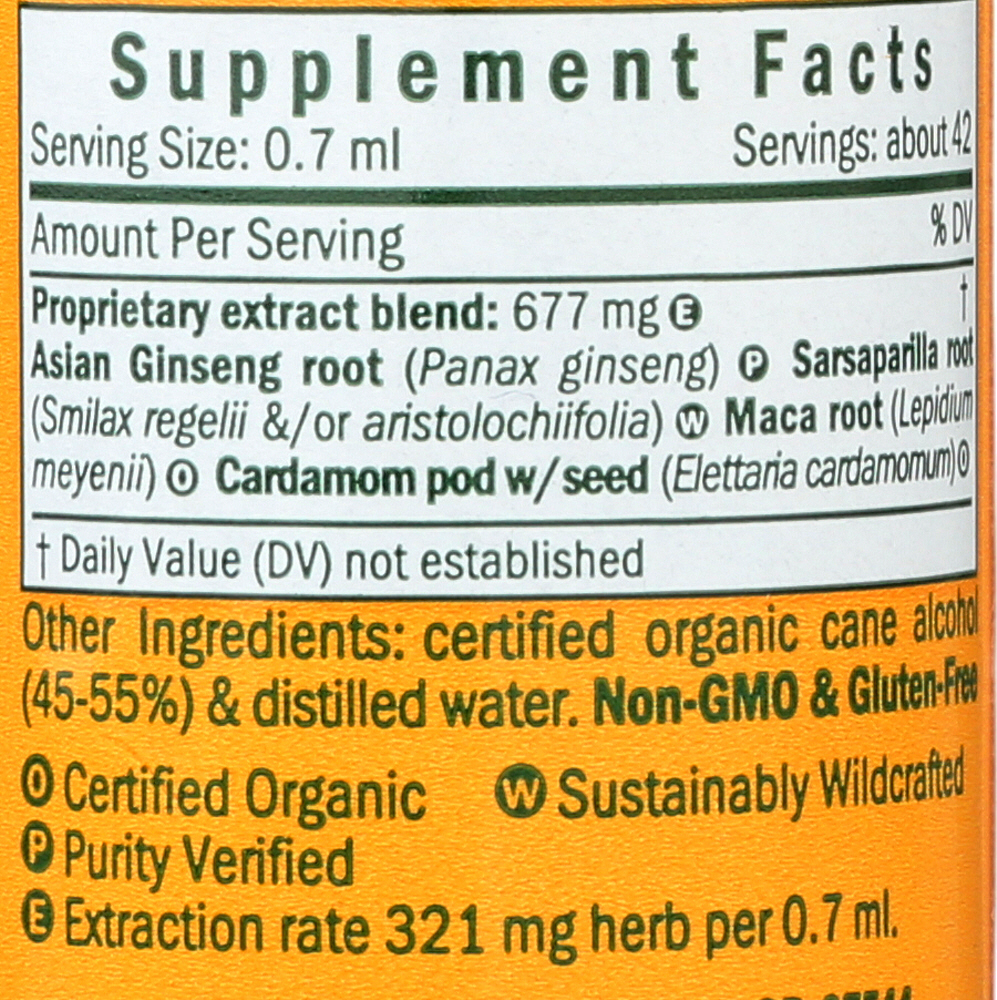 Supplement Facts
Serving Size: 0.7 ml Servings: about 42
Amount Per Serving % DV
Proprietary extract blend: 677 mg Ⓔ †
Asian Ginseng root (Panax ginseng) Ⓟ Sarsaparilla root
(Smilax regelii &/or aristolochiifolia) Ⓦ Maca root (Lepidium
meyenii) Ⓞ Cardamom pod w/seed (Elettaria cardamomum) Ⓞ
† Daily Value (DV) not established
Other Ingredients: certified organic cane alcohol
(45-55%) & distilled water. Non-GMO & Gluten-Free
Ⓞ Certified Organic Ⓦ Sustainably Wildcrafted
Ⓟ Purity Verified
Ⓔ Extraction rate 321 mg herb per 0.7 ml.